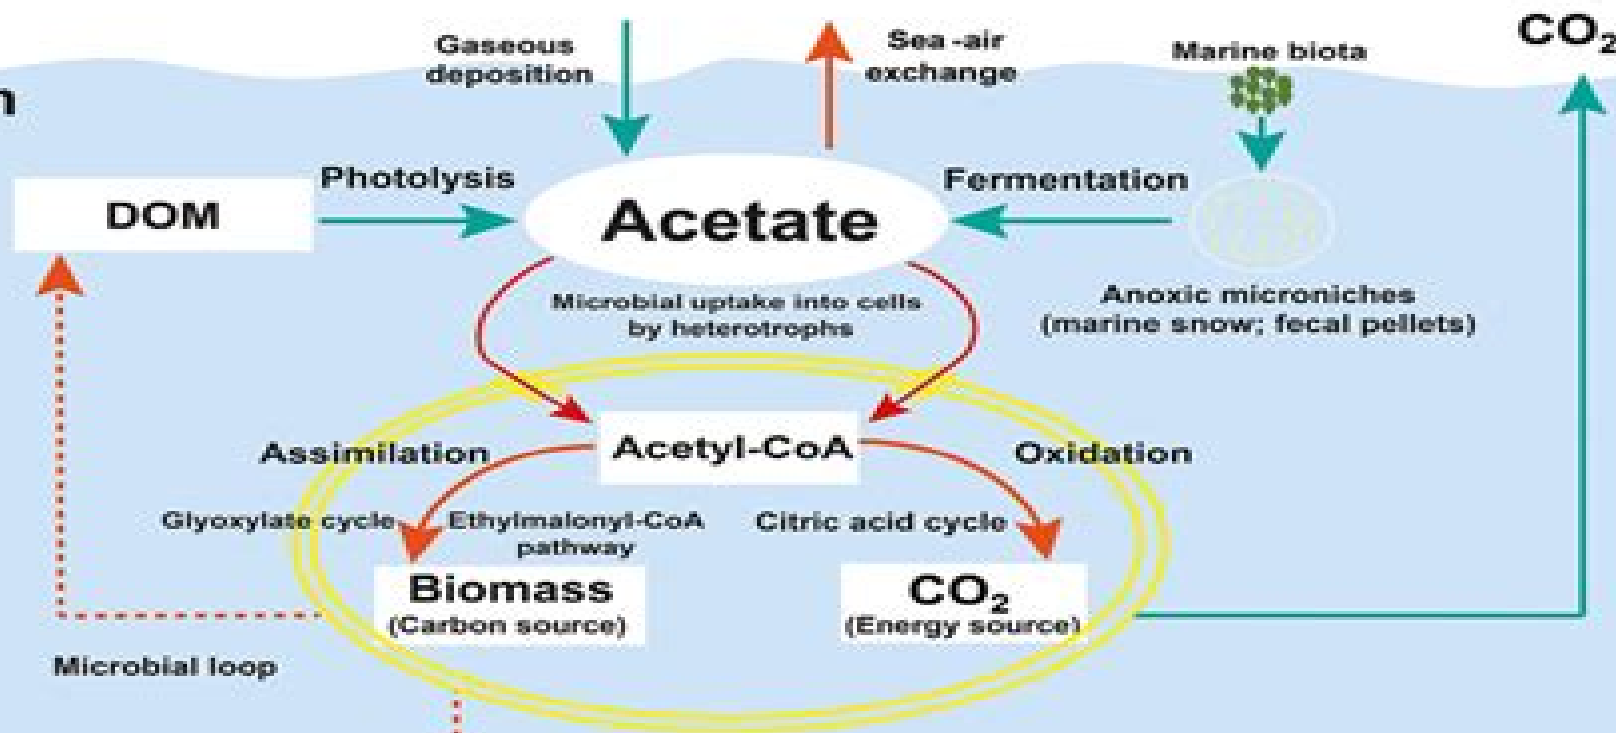 CO₂
Gaseous
deposition
Sea-air
exchange
Marine biota
n
Photolysis
Fermentation
DOM
Acetate
Microbial uptake into cells
by heterotrophs
Anoxic microniches
(marine snow; fecal pellets)
Assimilation
Acetyl-CoA
Oxidation
Glyoxylate cycle
Ethylmalonyl-CoA
pathway
Citric acid cycle
Biomass
(Carbon source)
CO₂
(Energy source)
Microbial loop